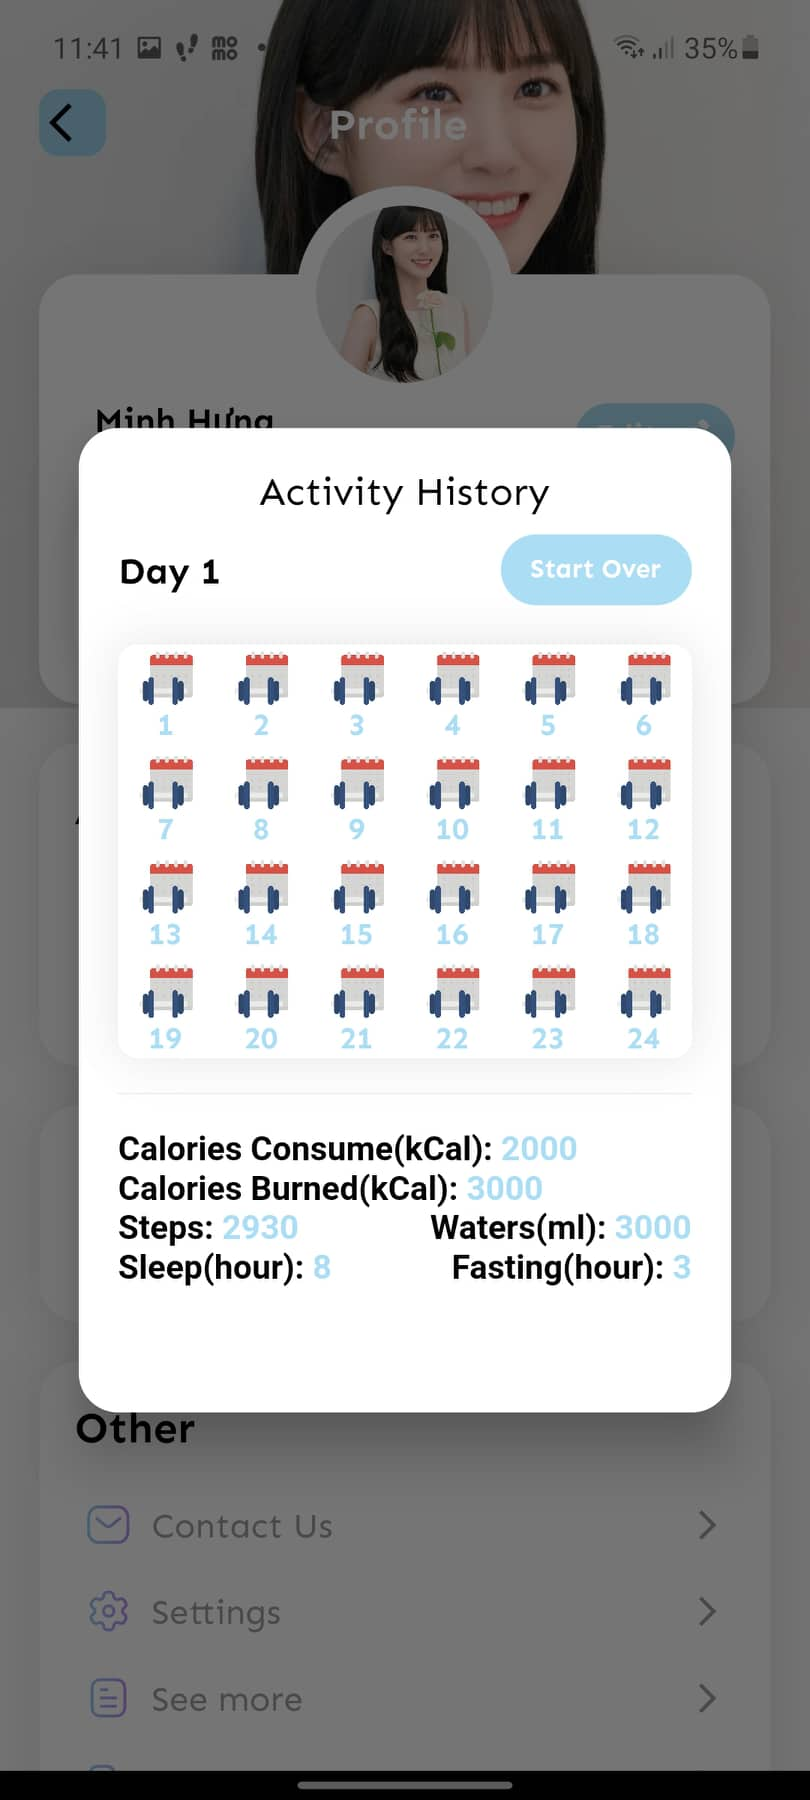 11:41 35%
Profile
Minh Hưng
Activity History
Day 1 Start Over
1 2 3 4 5 6
7 8 9 10 11 12
13 14 15 16 17 18
19 20 21 22 23 24
Calories Consume(kCal): 2000
Calories Burned(kCal): 3000
Steps: 2930 Waters(ml): 3000
Sleep(hour): 8 Fasting(hour): 3
Other
Contact Us
Settings
See more